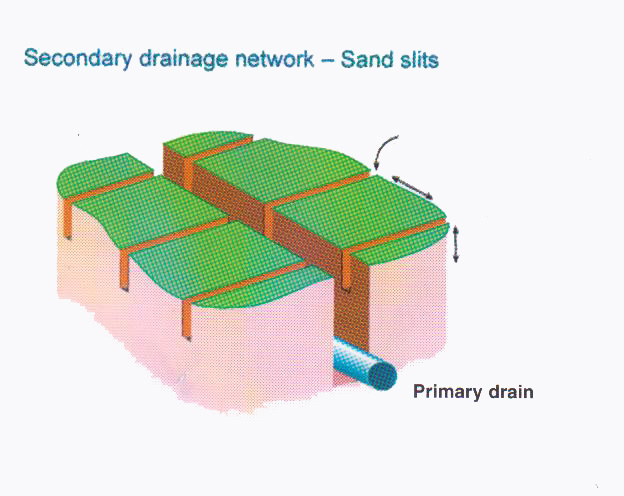 Secondary drainage network – Sand slits
Primary drain